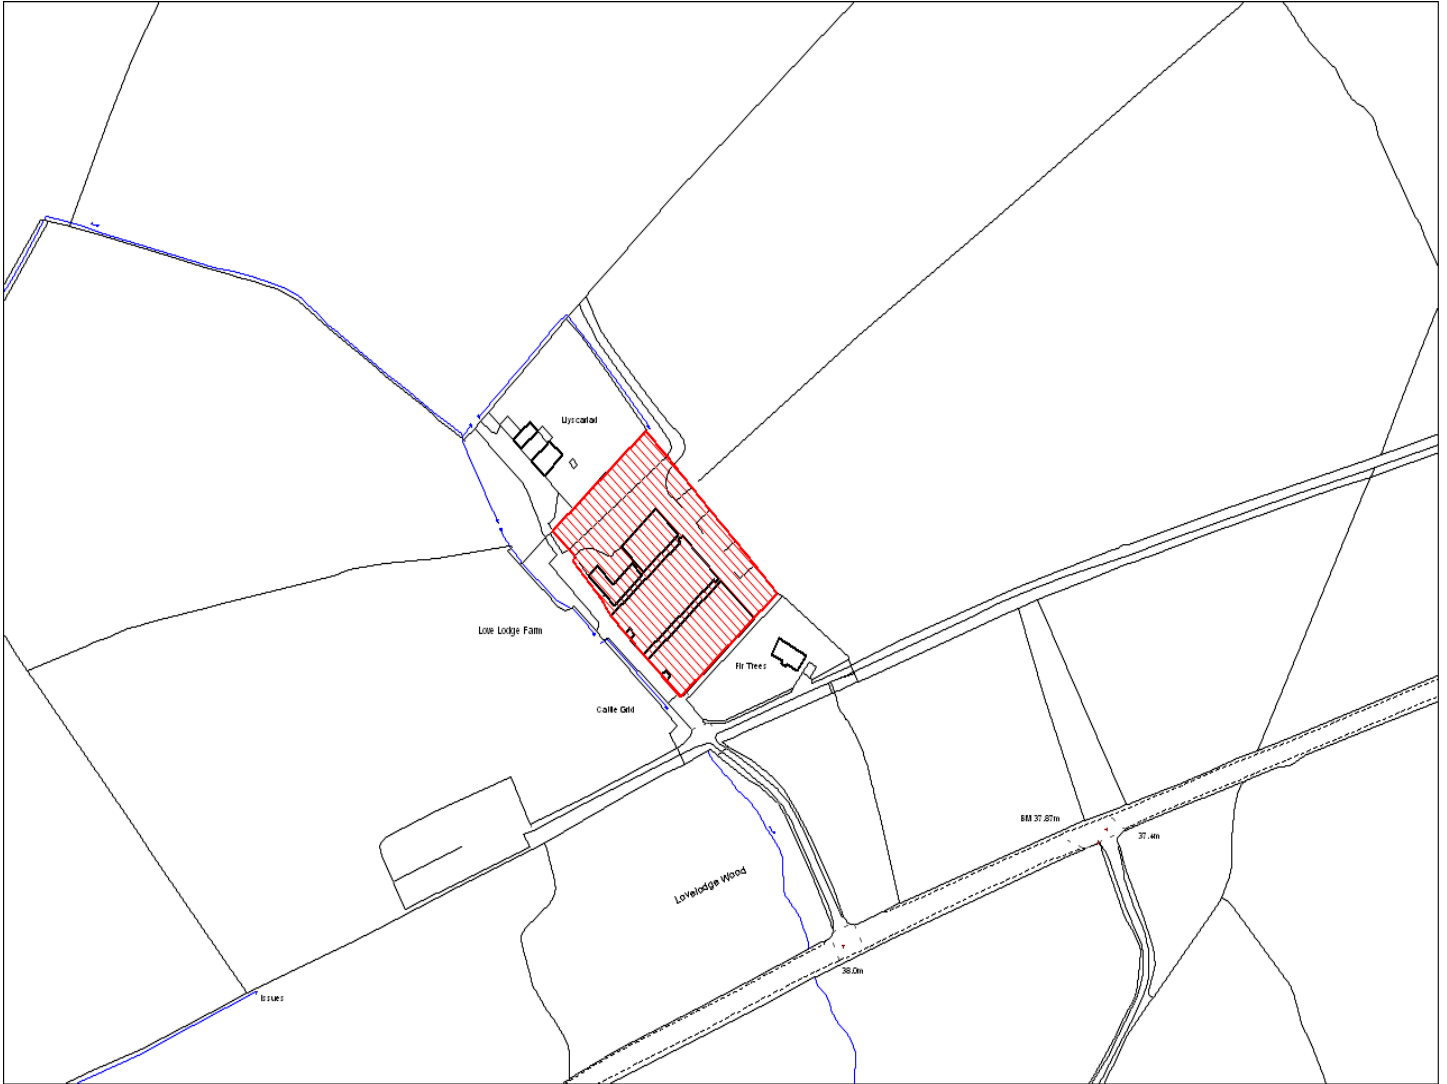 Llyscarlad
Love Lodge Farm
Fir Trees
Cattle Grid
BM 37.87m
37.4m
Lovelodge Wood
38.0m
Issues